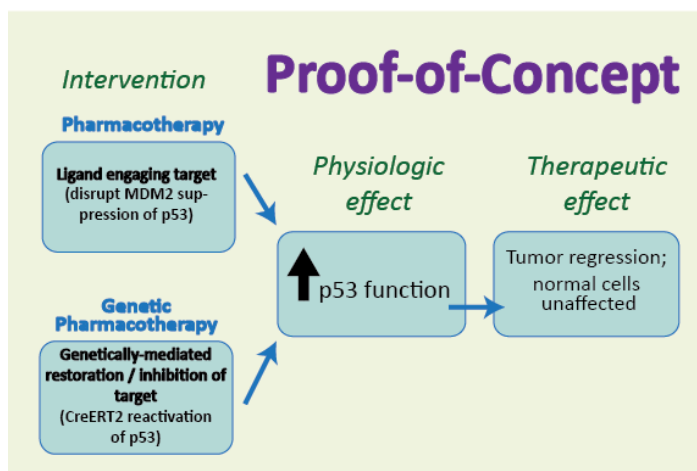 Proof-of-Concept
Intervention
Pharmacotherapy
Ligand engaging target
(disrupt MDM2 sup-
pression of p53)
Genetic
Pharmacotherapy
Genetically-mediated
restoration / inhibition of
target
(CreERT2 reactivation
of p53)
Physiologic
effect
p53 function
Therapeutic
effect
Tumor regression;
normal cells
unaffected